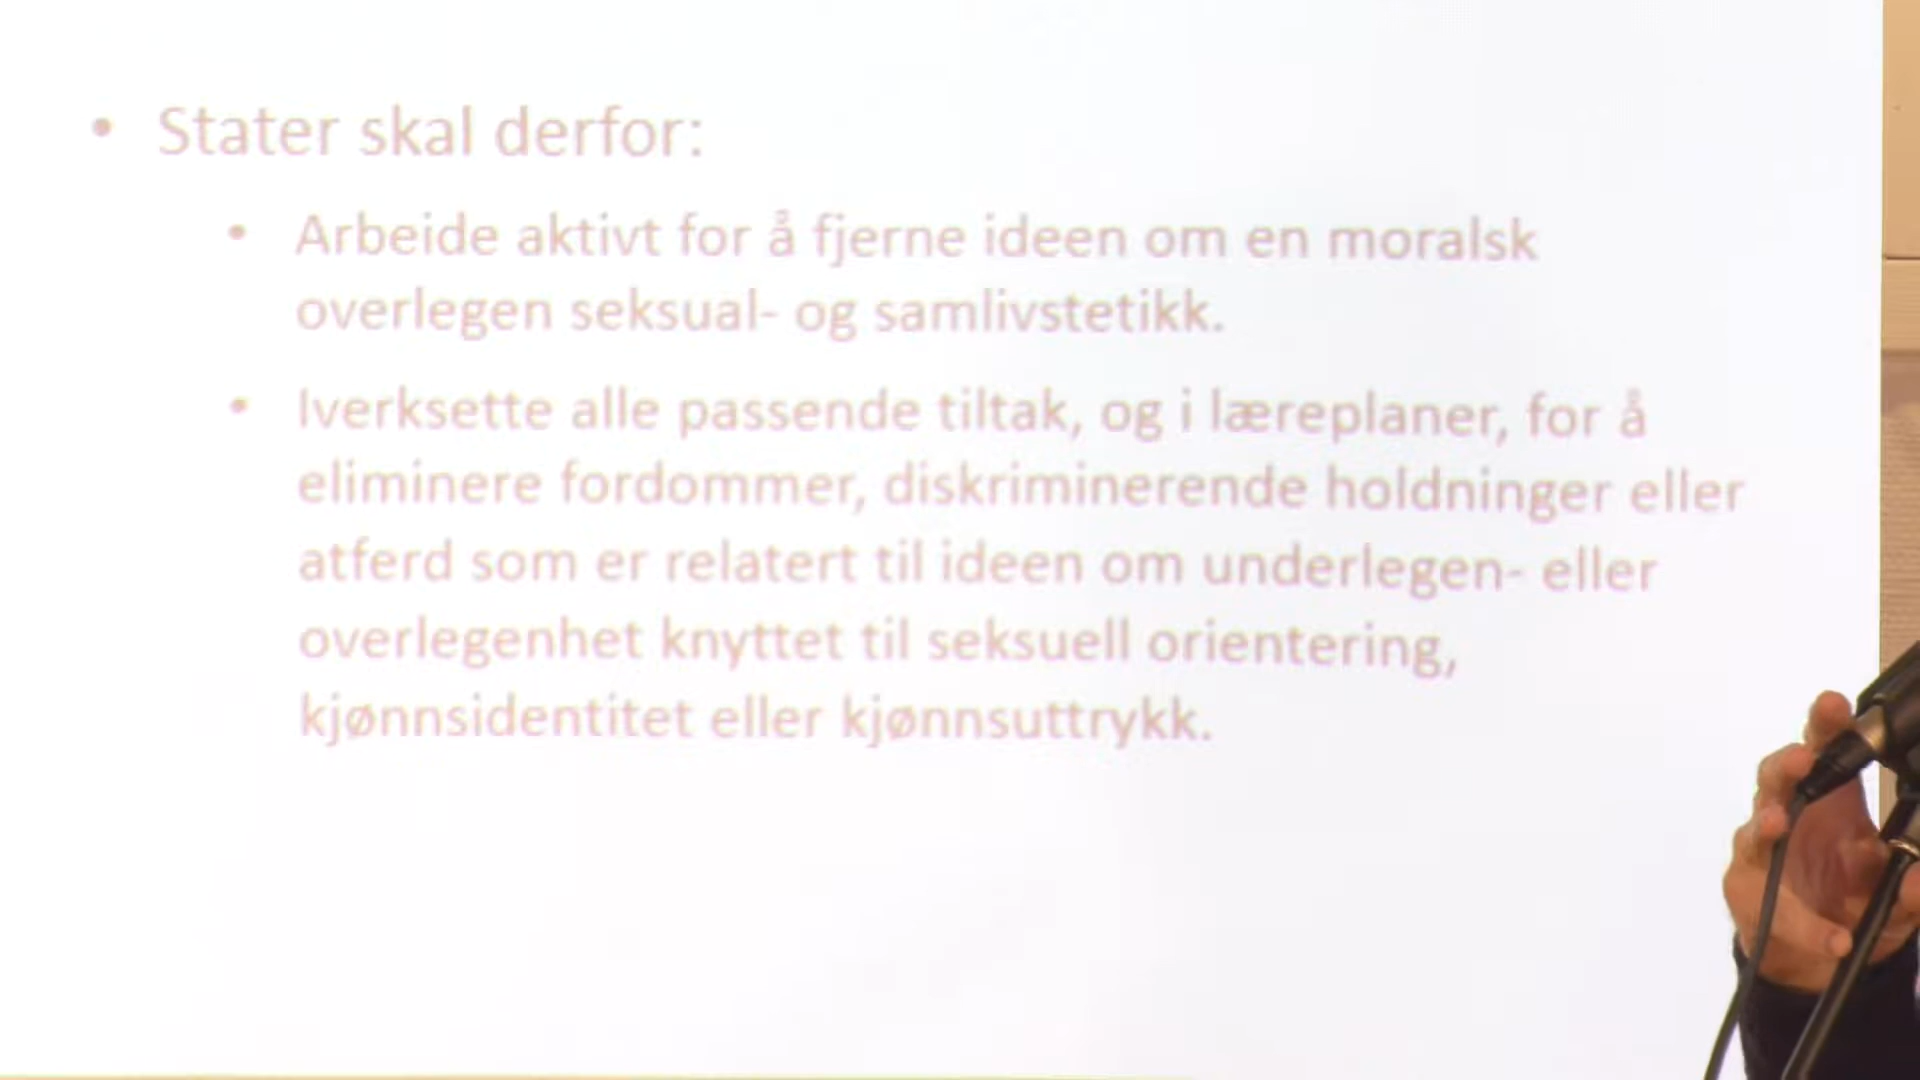 • Stater skal derfor:
• Arbeide aktivt for å fjerne ideen om en moralsk
overlegen seksual- og samlivstetikk.
• Iverksette alle passende tiltak, og i læreplaner, for å
eliminere fordommer, diskriminerende holdninger eller
atferd som er relatert til ideen om underlegen- eller
overlegenhet knyttet til seksuell orientering,
kjønnsidentitet eller kjønnsuttrykk.